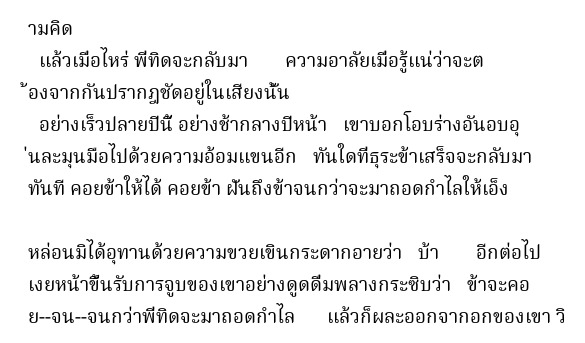 ามคิด
แล้วเมื่อไหร่ พี่ทิดจะกลับมา ความอาลัยเมื่อรู้แน่ว่าจะต
้องจากกันปรากฏชัดอยู่ในเสียงนั้น
อย่างเร็วปลายปีนี้ อย่างช้ากลางปีหน้า เขาบอกโอบร่างอันอบอุ
่นละมุนมือไปด้วยความอ้อมแขนอีก ทันใดที่ธุระข้าเสร็จจะกลับมา
ทันที คอยข้าให้ได้ คอยข้า ฝันถึงข้าจนกว่าจะมาถอดกำไลให้เอ็ง
หล่อนมิได้อุทานด้วยความขวยเขินกระดากอายว่า บ้า อีกต่อไป
เงยหน้าขึ้นรับการจูบของเขาอย่างดูดดื่มพลางกระซิบว่า ข้าจะคอ
ย--จน--จนกว่าพี่ทิดจะมาถอดกำไล แล้วก็ผละออกจากอกของเขา วิ